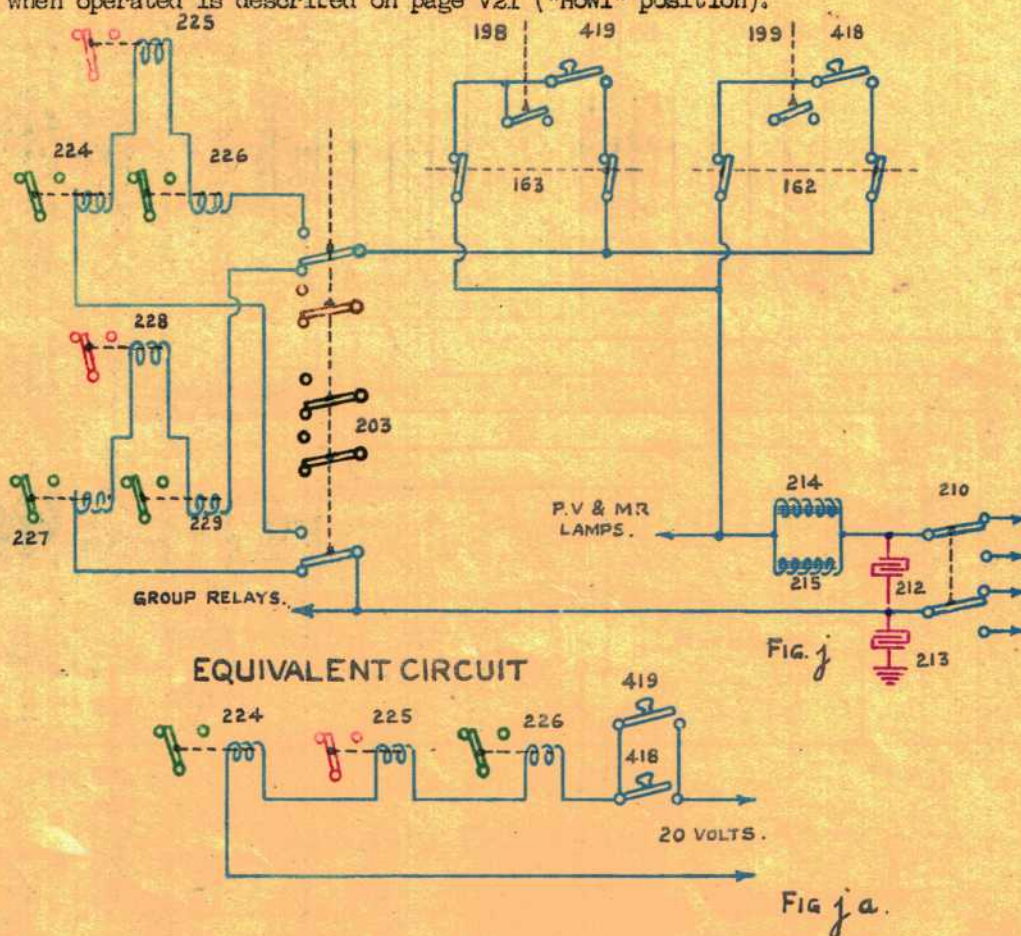 when operated is described on page V21 ("Howl" position).
225
198
419
199
418
224
226
163
162
228
203
227
229
P.V & MR
LAMPS.
214
210
215
212
GROUP RELAYS.
FIG. j
213
EQUIVALENT CIRCUIT
419
224
225
226
418
20 VOLTS.
FIG j a.